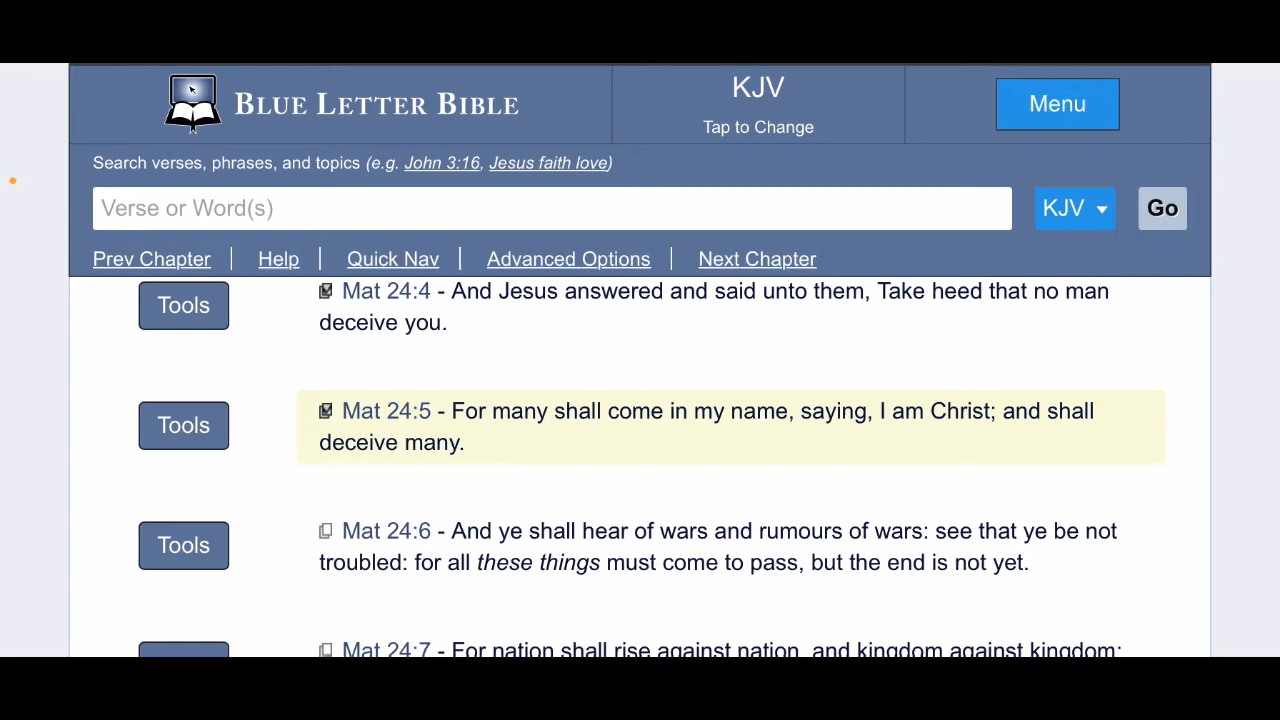 BLUE LETTER BIBLE
KJV
Tap to Change
Menu
Search verses, phrases, and topics (e.g. John 3:16, Jesus faith love)
Verse or Word(s)
KJV
Go
Prev Chapter | Help | Quick Nav | Advanced Options | Next Chapter
Tools
Mat 24:4 - And Jesus answered and said unto them, Take heed that no man
deceive you.
Tools
Mat 24:5 - For many shall come in my name, saying, I am Christ; and shall
deceive many.
Tools
Mat 24:6 - And ye shall hear of wars and rumours of wars: see that ye be not
troubled: for all these things must come to pass, but the end is not yet.
Mat 24:7 - For nation shall rise against nation, and kingdom against kingdom: